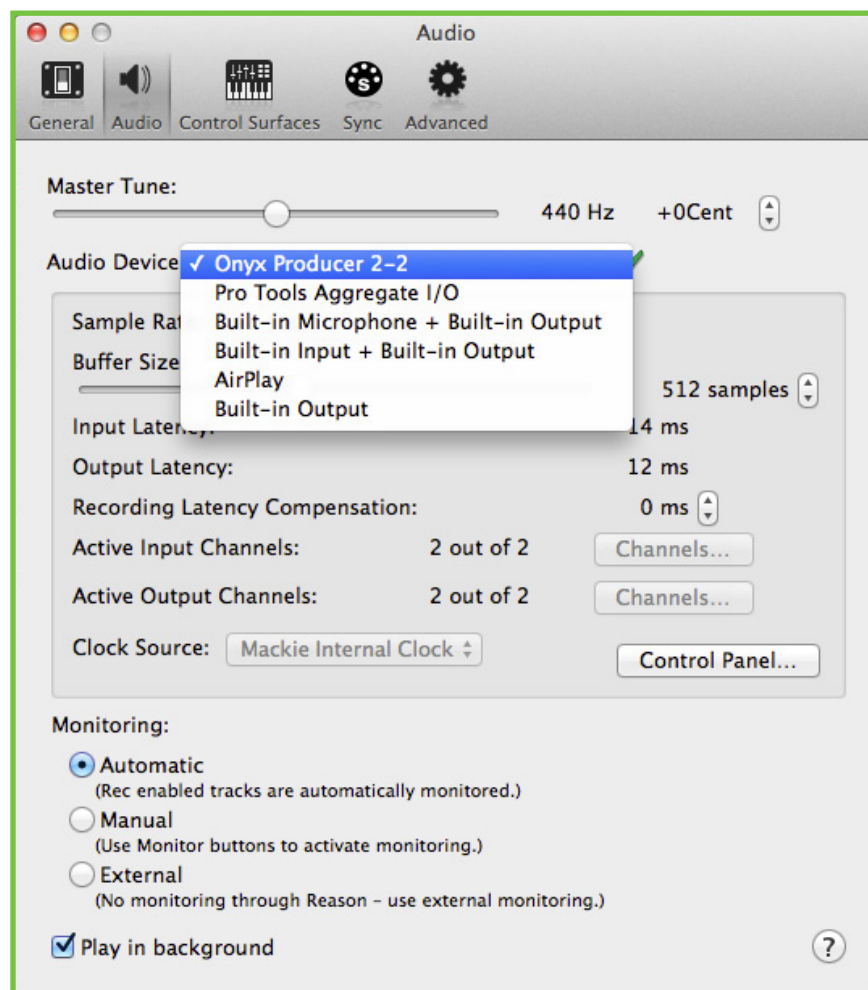 Audio
General Audio Control Surfaces Sync Advanced
Master Tune:
440 Hz +0Cent
Audio Device ✓ Onyx Producer 2-2
Pro Tools Aggregate I/O
Sample Rat Built-in Microphone + Built-in Output
Built-in Input + Built-in Output
Buffer Size
AirPlay
512 samples
Built-in Output
Input Latency: 14 ms
Output Latency: 12 ms
Recording Latency Compensation: 0 ms
Active Input Channels: 2 out of 2 Channels...
Active Output Channels: 2 out of 2 Channels...
Clock Source: Mackie Internal Clock
Control Panel...
Monitoring:
Automatic
(Rec enabled tracks are automatically monitored.)
Manual
(Use Monitor buttons to activate monitoring.)
External
(No monitoring through Reason - use external monitoring.)
Play in background ?